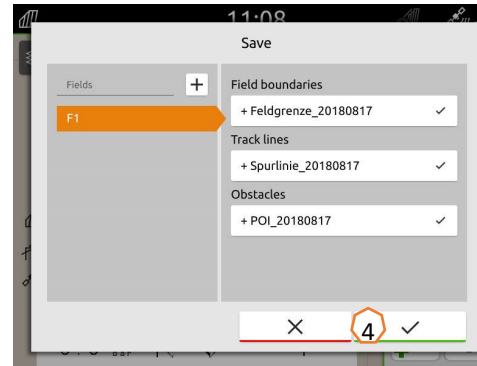 11:08
Save
Fields
+
F1
Field boundaries
+ Feldgrenze_20180817
Track lines
+ Spurlinie_20180817
Obstacles
+ POI_20180817
4